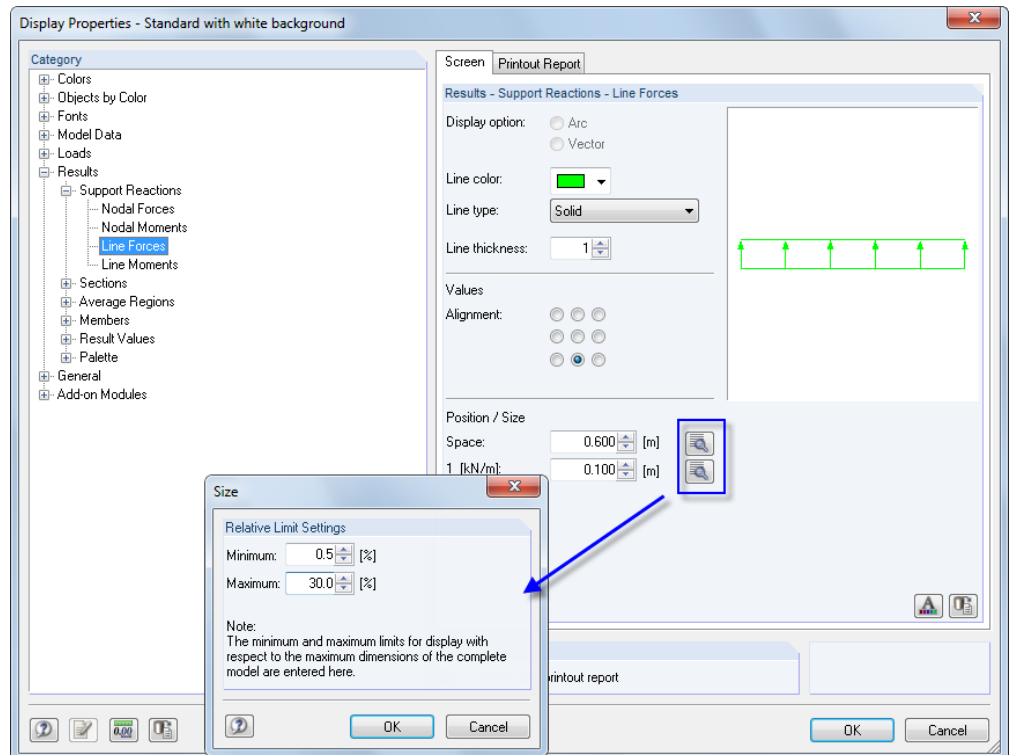 Display Properties - Standard with white background
Category
Colors
Objects by Color
Fonts
Model Data
Loads
Results
Support Reactions
Nodal Forces
Nodal Moments
Line Forces
Line Moments
Sections
Average Regions
Members
Result Values
Palette
General
Add-on Modules
Screen
Printout Report
Results - Support Reactions - Line Forces
Display option:
Arc
Vector
Line color:
Line type:
Solid
Line thickness:
1
Values
Alignment:
Position / Size
Space:
0.600 [m]
1 [kN/m]:
0.100 [m]
Size
Relative Limit Settings
Minimum: 0.5 [%]
Maximum: 30.0 [%]
Note:
The minimum and maximum limits for display with
respect to the maximum dimensions of the complete
model are entered here.
OK
Cancel
A
printout report
0.00
OK
Cancel